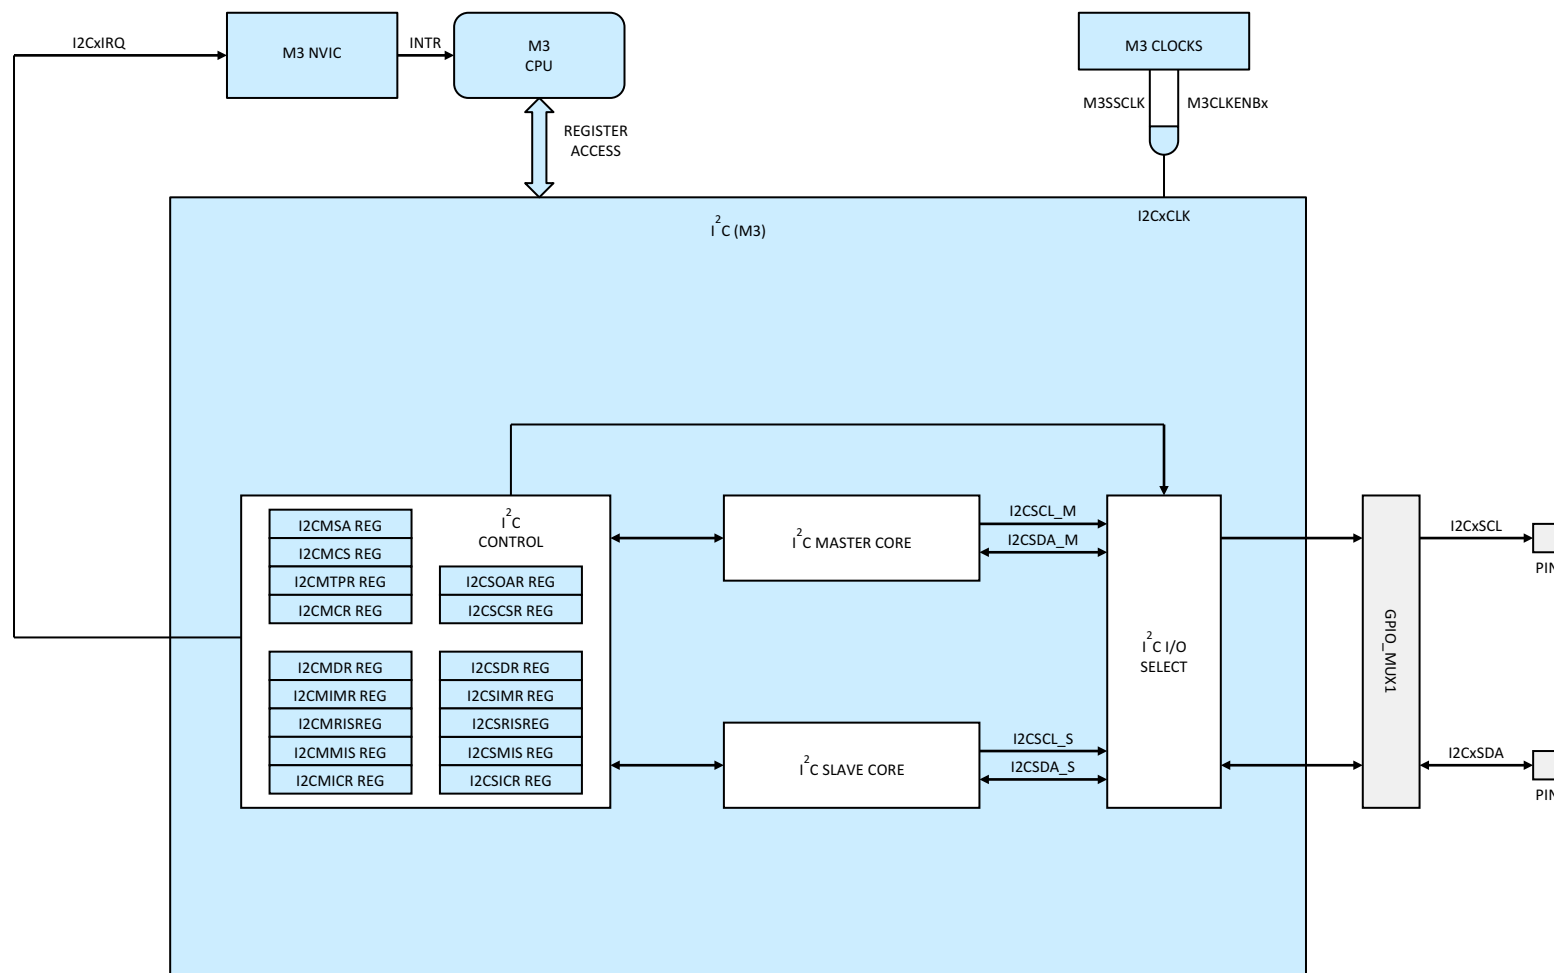 I2CxIRQ
M3 NVIC
INTR
M3
CPU
M3 CLOCKS
M3SSCLK
M3CLKENBx
REGISTER
ACCESS
I2CxCLK
I²C (M3)
I2CMSA REG
I2CMCS REG
I2CMTPR REG
I2CMCR REG
I²C
CONTROL
I2CSOAR REG
I2CSCSR REG
I2CMDR REG
I2CMIMR REG
I2CMRISREG
I2CMMIS REG
I2CMICR REG
I2CSDR REG
I2CSIMR REG
I2CSRISREG
I2CSMIS REG
I2CSICR REG
I²C MASTER CORE
I2CSCL_M
I2CSDA_M
I²C SLAVE CORE
I2CSCL_S
I2CSDA_S
I²C I/O
SELECT
GPIO_MUX1
I2CxSCL
PIN
I2CxSDA
PIN